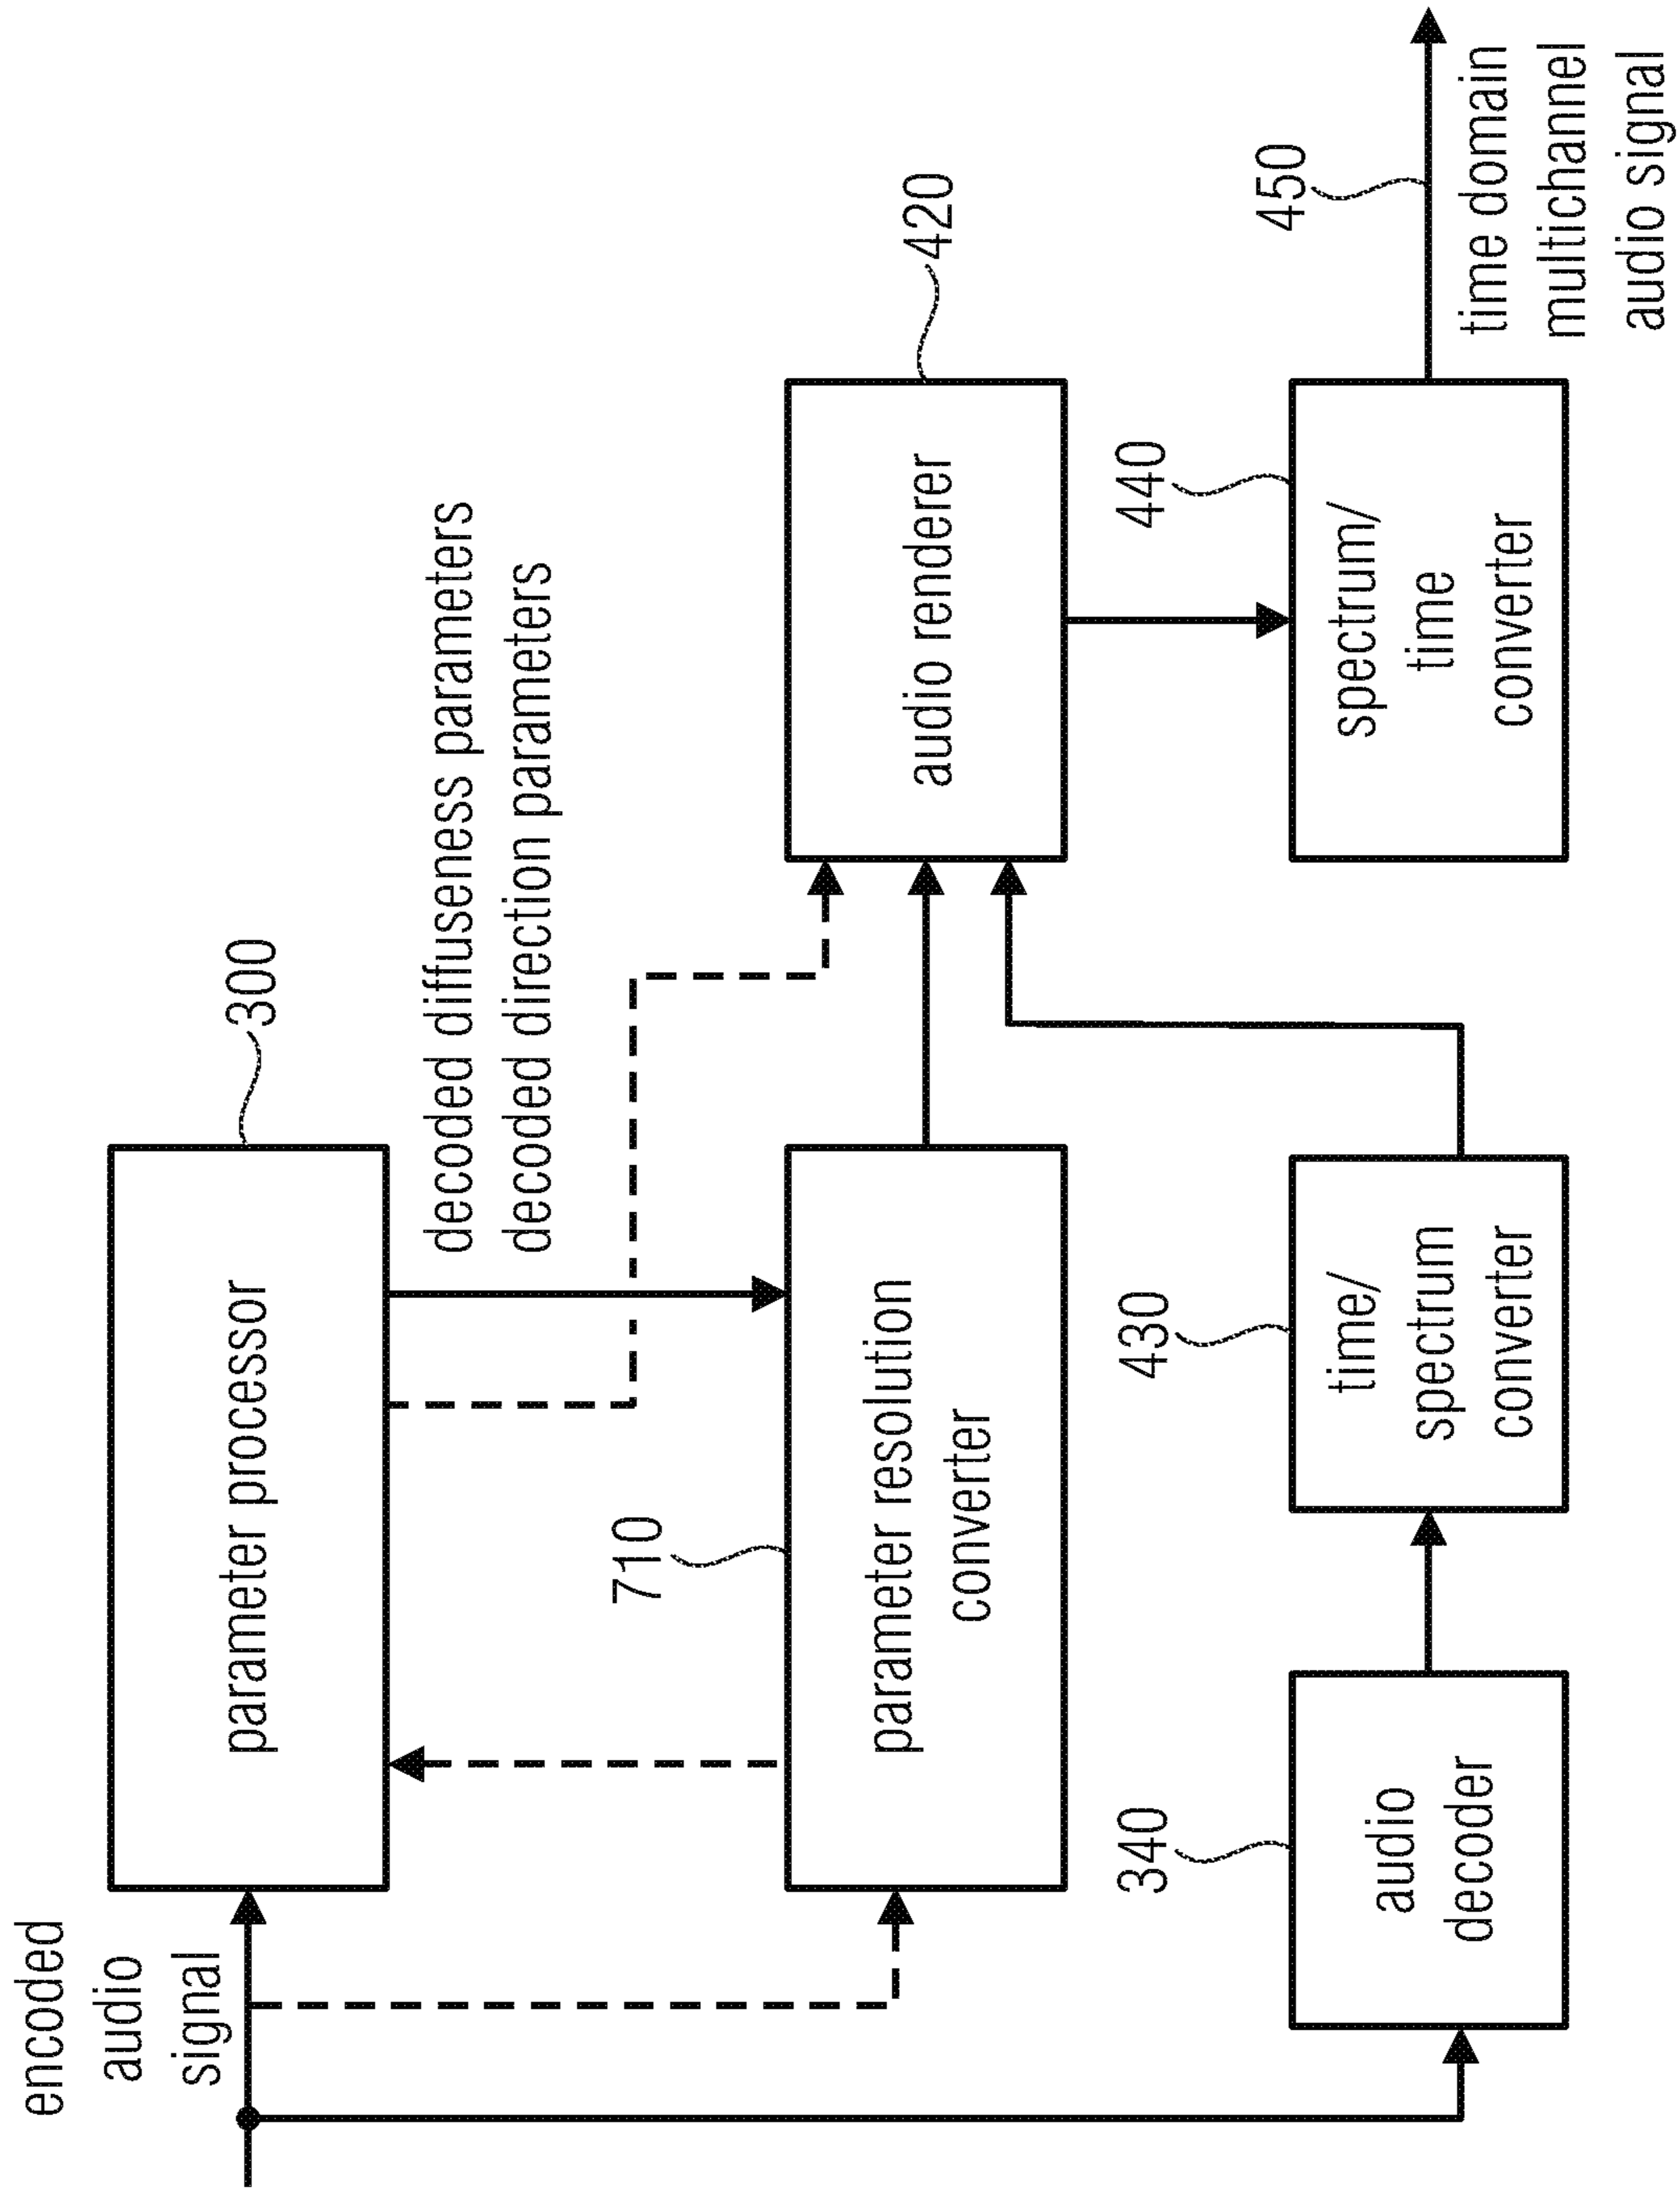 encoded
audio
signal
parameter processor
300
decoded diffuseness parameters
decoded direction parameters
710
parameter resolution
converter
audio renderer
420
340
audio
decoder
430
time/
spectrum
converter
440
spectrum/
time
converter
450
time domain
multichannel
audio signal